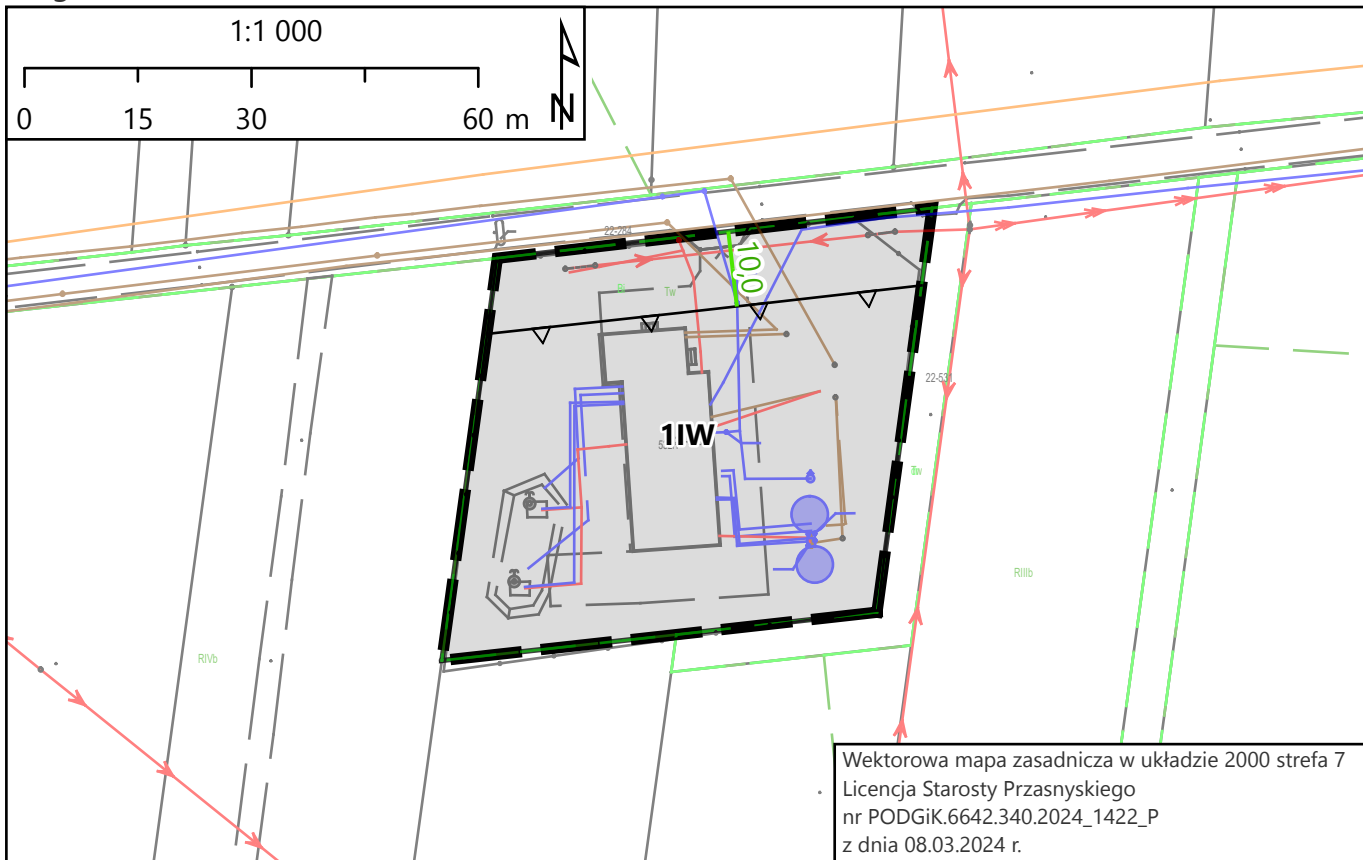 1:1 000
0 15 30 60 m
N
22-284
Tw
10,0
22-531
1IW
RIIIb
RIVb
Wektorowa mapa zasadnicza w układzie 2000 strefa 7
Licencja Starosty Przasnyskiego
nr PODGiK.6642.340.2024_1422_P
z dnia 08.03.2024 r.